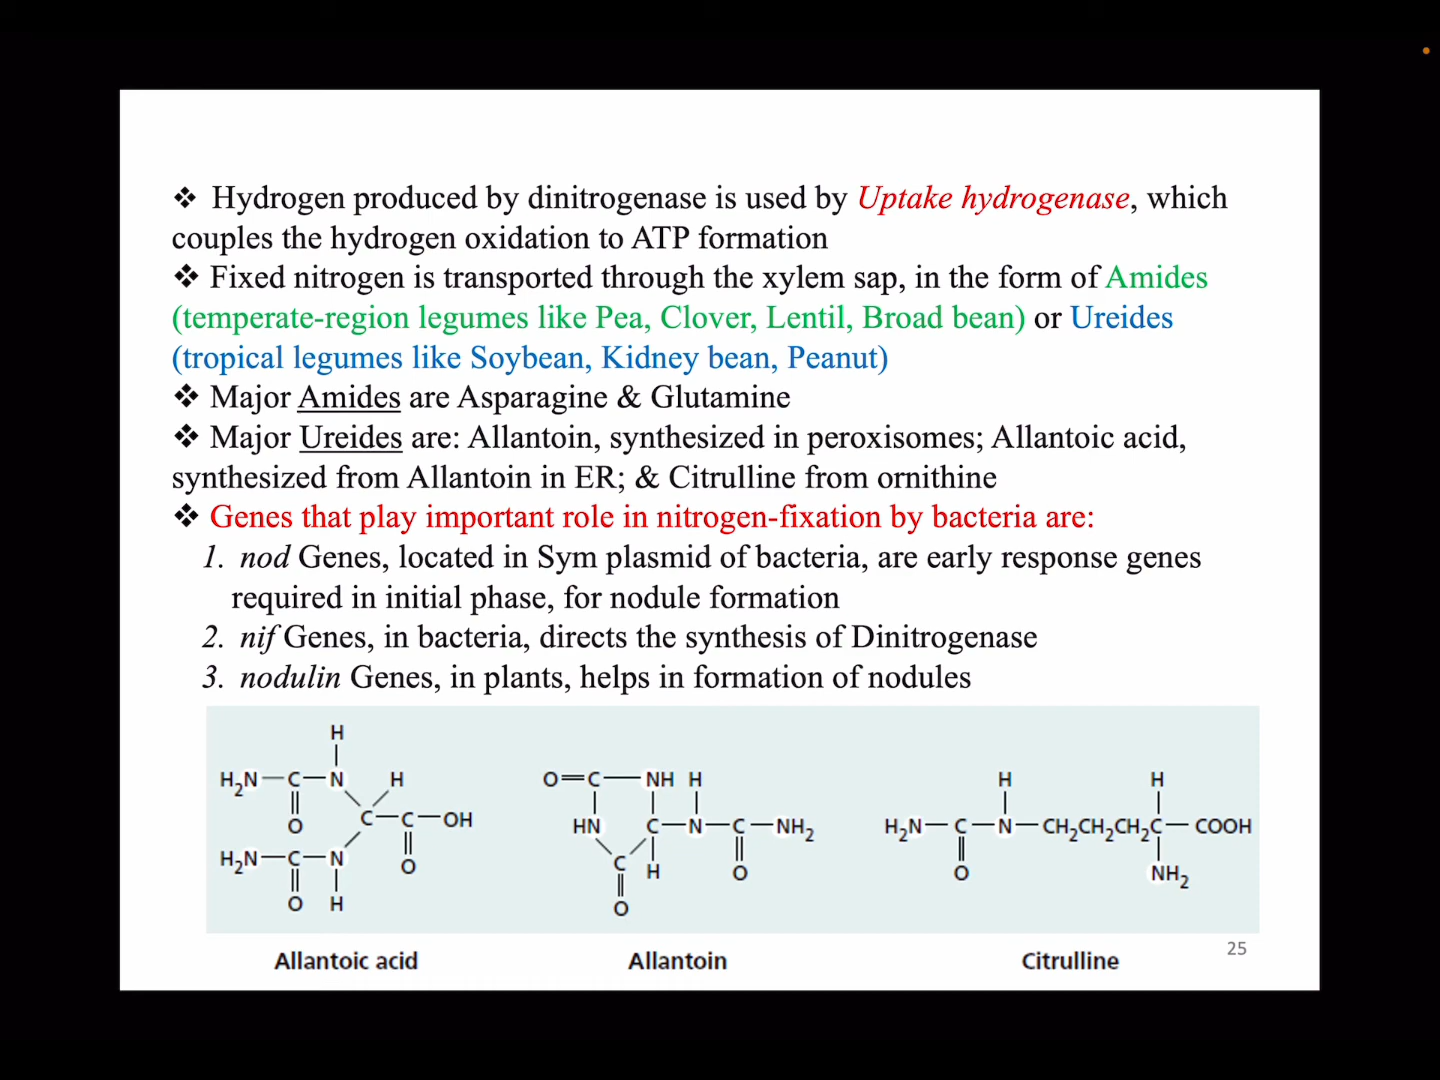 ❖ Hydrogen produced by dinitrogenase is used by Uptake hydrogenase, which
couples the hydrogen oxidation to ATP formation
❖ Fixed nitrogen is transported through the xylem sap, in the form of Amides
(temperate-region legumes like Pea, Clover, Lentil, Broad bean) or Ureides
(tropical legumes like Soybean, Kidney bean, Peanut)
❖ Major Amides are Asparagine & Glutamine
❖ Major Ureides are: Allantoin, synthesized in peroxisomes; Allantoic acid,
synthesized from Allantoin in ER; & Citrulline from ornithine
❖ Genes that play important role in nitrogen-fixation by bacteria are:
1. nod Genes, located in Sym plasmid of bacteria, are early response genes
required in initial phase, for nodule formation
2. nif Genes, in bacteria, directs the synthesis of Dinitrogenase
3. nodulin Genes, in plants, helps in formation of nodules
H
H₂N—C—N H
O C—C—OH
H₂N—C—N O
O H
O=C—NH H
HN C—N—C—NH₂
C H O
O
H H
H₂N—C—N—CH₂CH₂CH₂C—COOH
O NH₂
Allantoic acid
Allantoin
Citrulline
25